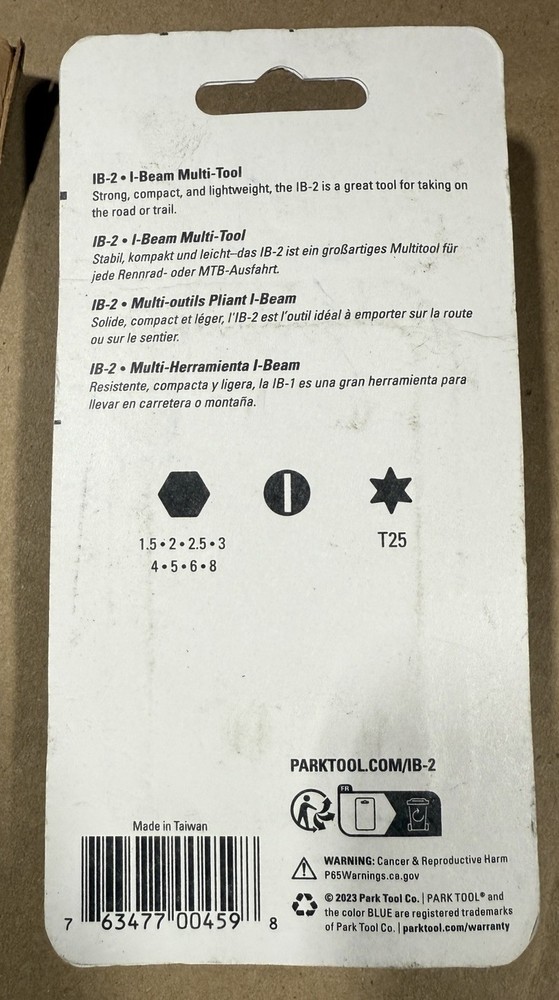 IB-2 • I-Beam Multi-Tool
Strong, compact, and lightweight, the IB-2 is a great tool for taking on
the road or trail.
IB-2 • I-Beam Multi-Tool
Stabil, kompakt und leicht–das IB-2 ist ein großartiges Multitool für
jede Rennrad- oder MTB-Ausfahrt.
IB-2 • Multi-outils Pliant I-Beam
Solide, compact et léger, l'IB-2 est l'outil idéal à emporter sur la route
ou sur le sentier.
IB-2 • Multi-Herramienta I-Beam
Resistente, compacta y ligera, la IB-1 es una gran herramienta para
llevar en carretera o montaña.
1.5 • 2 • 2.5 • 3
4 • 5 • 6 • 8
T25
PARKTOOL.COM/IB-2
FR
Made in Taiwan
7 63477 00459 8
WARNING: Cancer & Reproductive Harm
P65Warnings.ca.gov
© 2023 Park Tool Co. | PARK TOOL® and
the color BLUE are registered trademarks
of Park Tool Co. | parktool.com/warranty